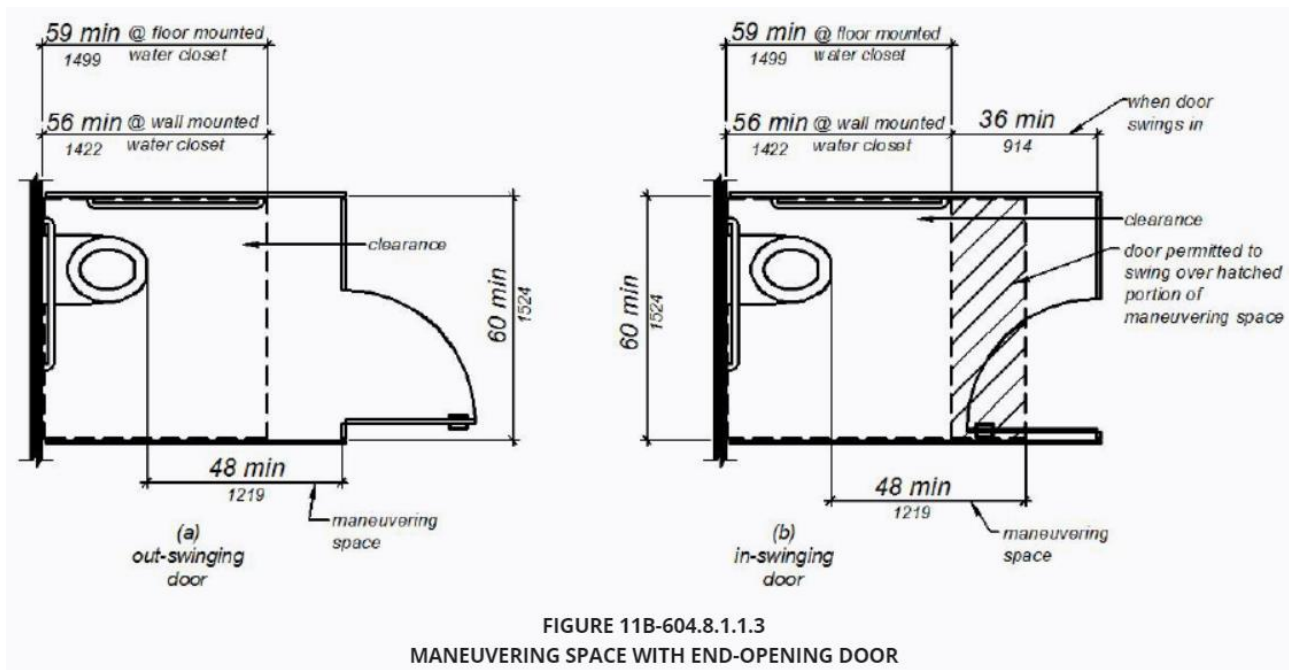 59 min @ floor mounted
1499 water closet
56 min @ wall mounted
1422 water closet
clearance
60 min
1524
48 min
1219
maneuvering
space
(a)
out-swinging
door
59 min @ floor mounted
1499 water closet
56 min @ wall mounted
1422 water closet
36 min
914
when door
swings in
clearance
door permitted to
swing over hatched
portion of
maneuvering space
60 min
1524
48 min
1219
maneuvering
space
(b)
in-swinging
door
FIGURE 11B-604.8.1.1.3
MANEUVERING SPACE WITH END-OPENING DOOR